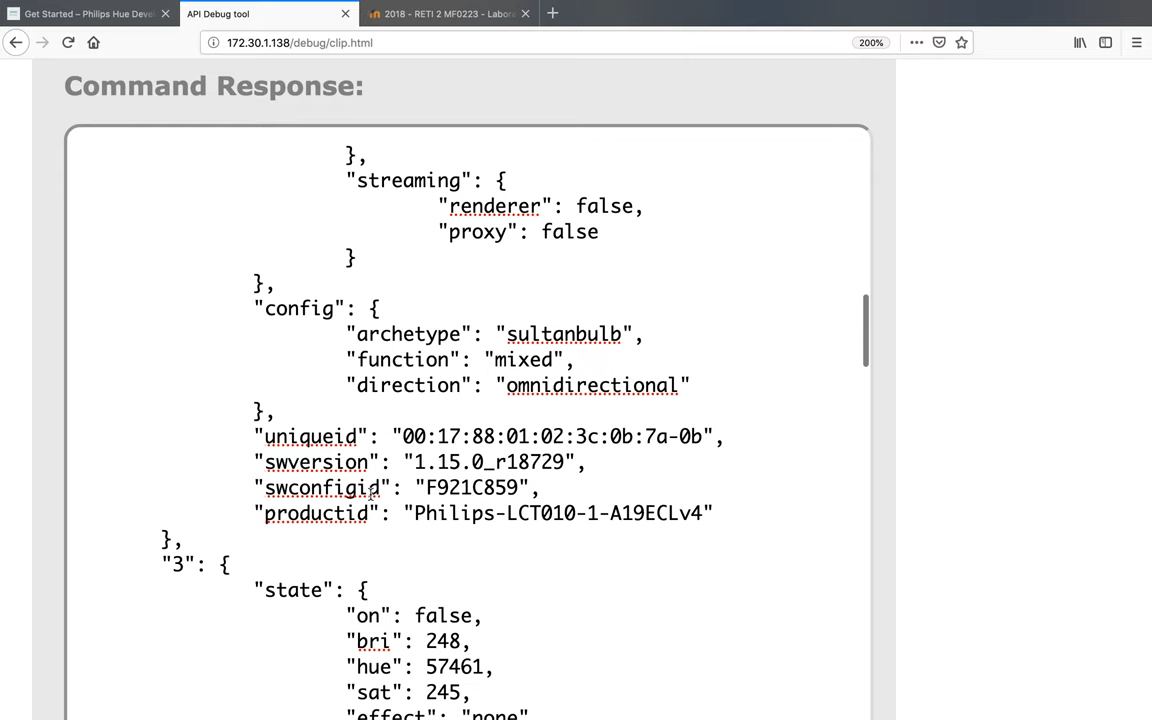 Get Started – Philips Hue Deve
API Debug tool
2018 - RETI 2 MF0223 - Labor
172.30.1.138/debug/clip.html
200%
Command Response:
},
"streaming": {
"renderer": false,
"proxy": false
}
},
"config": {
"archetype": "sultanbulb",
"function": "mixed",
"direction": "omnidirectional"
},
"uniqueid": "00:17:88:01:02:3c:0b:7a-0b",
"swversion": "1.15.0_r18729",
"swconfigid": "F921C859",
"productid": "Philips-LCT010-1-A19ECLv4"
},
"3": {
"state": {
"on": false,
"bri": 248,
"hue": 57461,
"sat": 245,
"effect": "none"